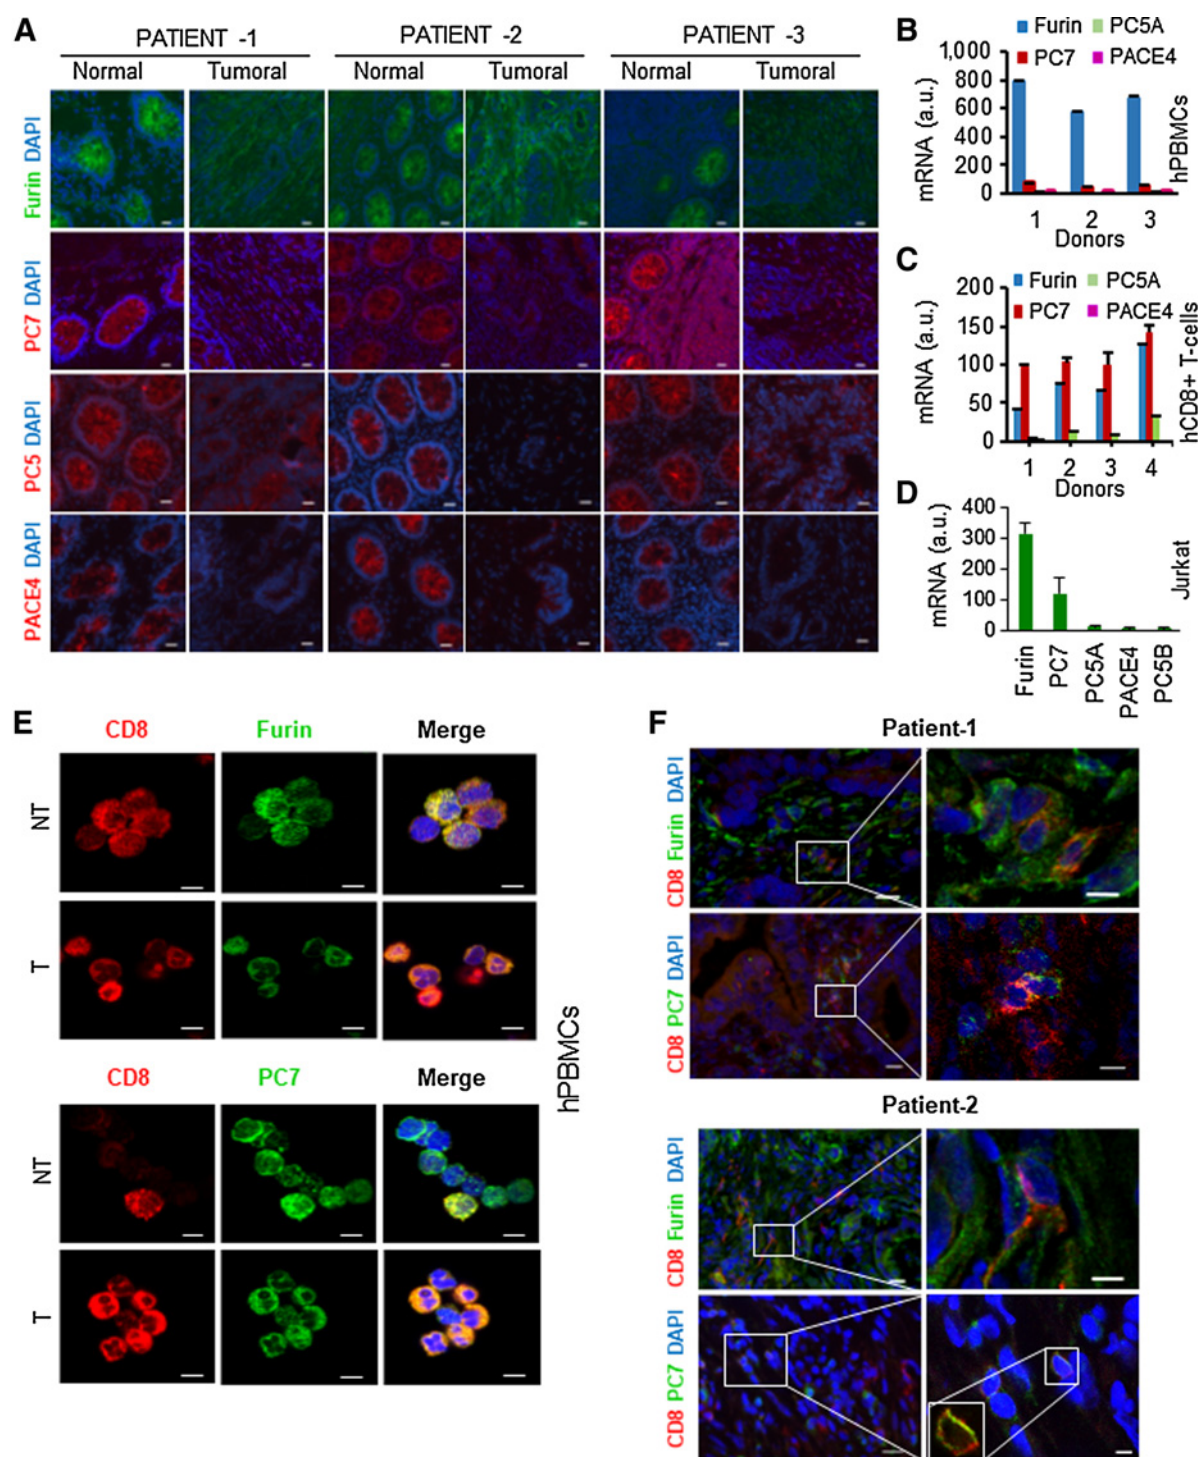 A
PATIENT -1
PATIENT -2
PATIENT -3
Normal
Tumoral
Normal
Tumoral
Normal
Tumoral
Furin DAPI
PC7 DAPI
PC5 DAPI
PACE4 DAPI
B
Furin
PC5A
PC7
PACE4
mRNA (a.u.)
1,000
800
600
400
200
0
1
2
3
Donors
hPBMCs
C
Furin
PC5A
PC7
PACE4
mRNA (a.u.)
200
150
100
50
0
1
2
3
4
Donors
hCD8+ T-cells
D
mRNA (a.u.)
400
300
200
100
0
Furin
PC7
PC5A
PACE4
PC5B
Jurkat
E
CD8
Furin
Merge
NT
T
CD8
PC7
Merge
NT
T
hPBMCs
F
Patient-1
CD8 Furin DAPI
CD8 PC7 DAPI
Patient-2
CD8 Furin DAPI
CD8 PC7 DAPI